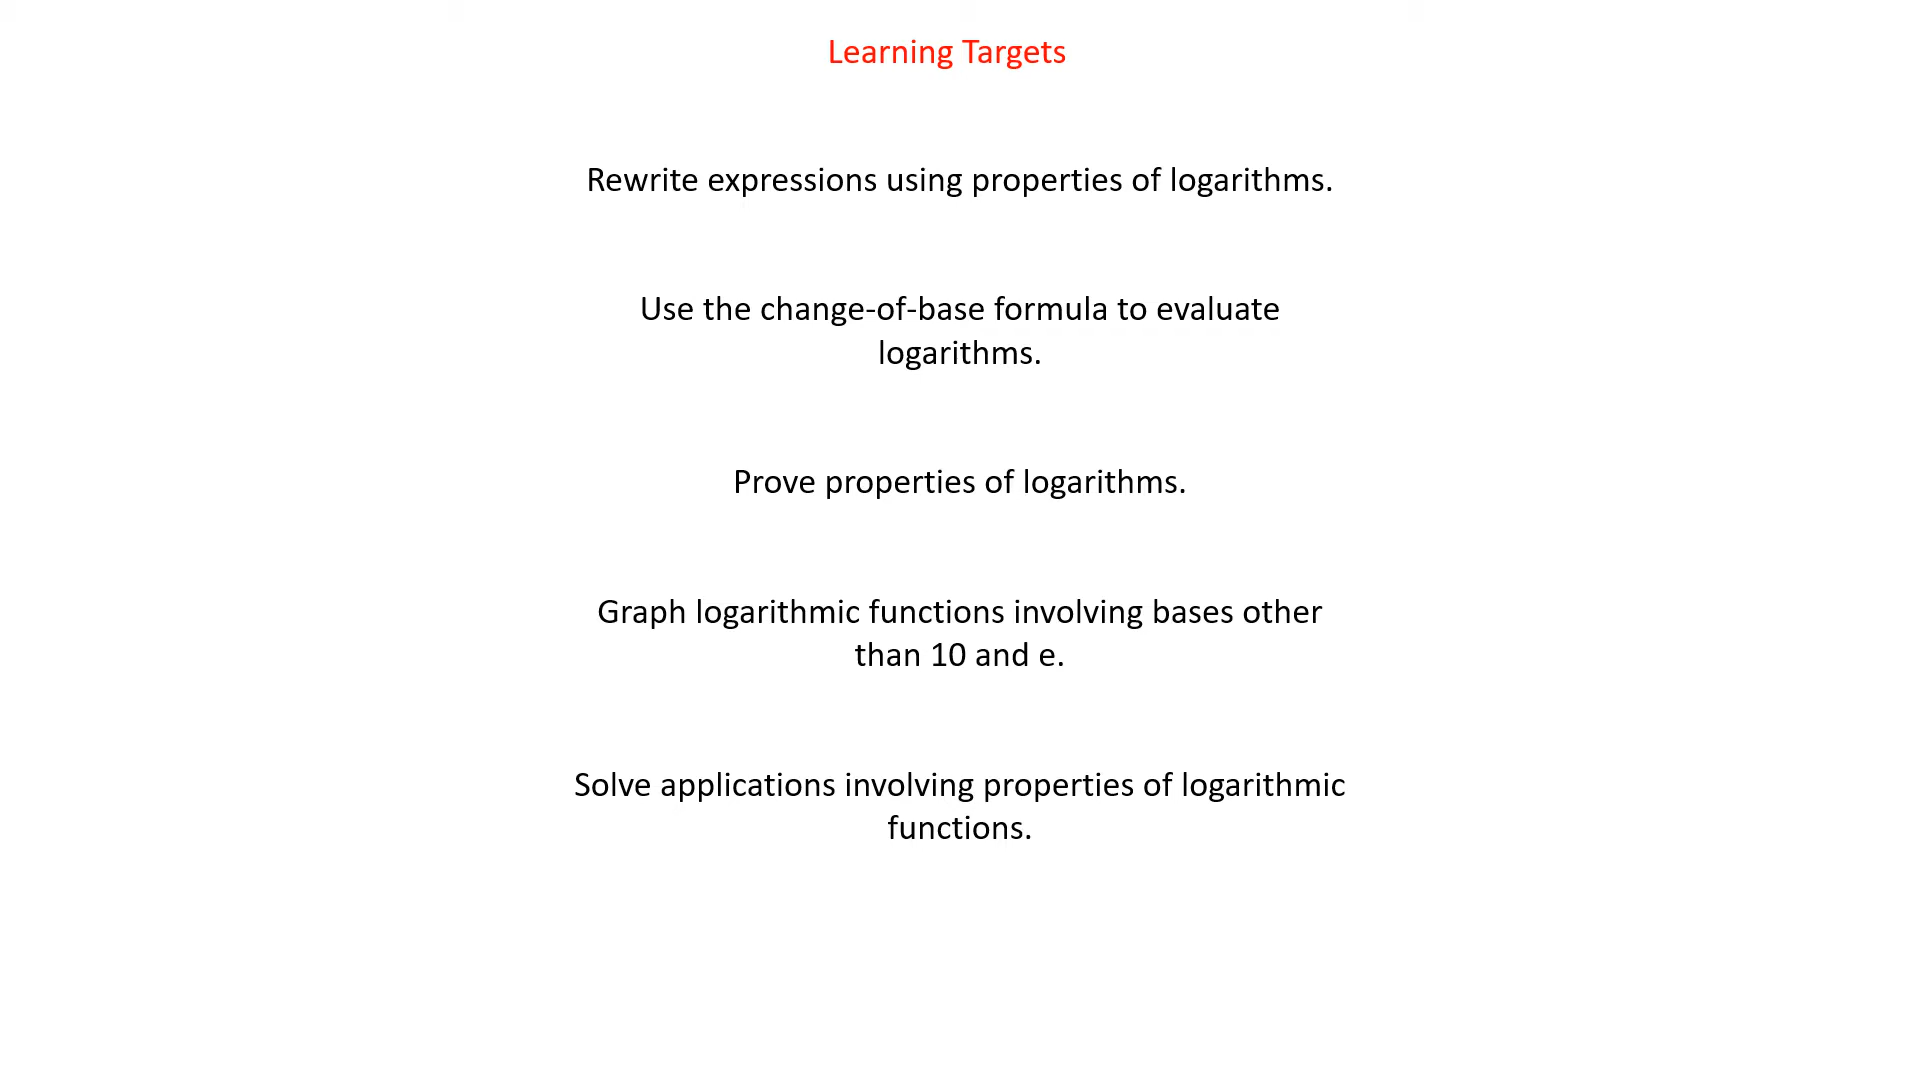 Learning Targets
Rewrite expressions using properties of logarithms.
Use the change-of-base formula to evaluate
logarithms.
Prove properties of logarithms.
Graph logarithmic functions involving bases other
than 10 and e.
Solve applications involving properties of logarithmic
functions.